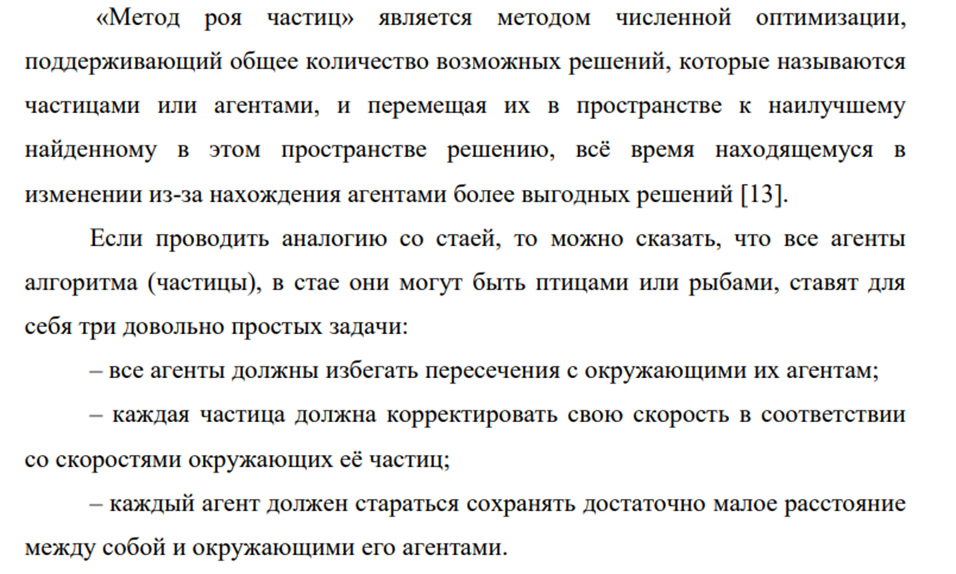 «Метод роя частиц» является методом численной оптимизации,
поддерживающий общее количество возможных решений, которые называются
частицами или агентами, и перемещая их в пространстве к наилучшему
найденному в этом пространстве решению, всё время находящемуся в
изменении из-за нахождения агентами более выгодных решений [13].
Если проводить аналогию со стаей, то можно сказать, что все агенты
алгоритма (частицы), в стае они могут быть птицами или рыбами, ставят для
себя три довольно простых задачи:
– все агенты должны избегать пересечения с окружающими их агентам;
– каждая частица должна корректировать свою скорость в соответствии
со скоростями окружающих её частиц;
– каждый агент должен стараться сохранять достаточно малое расстояние
между собой и окружающими его агентами.